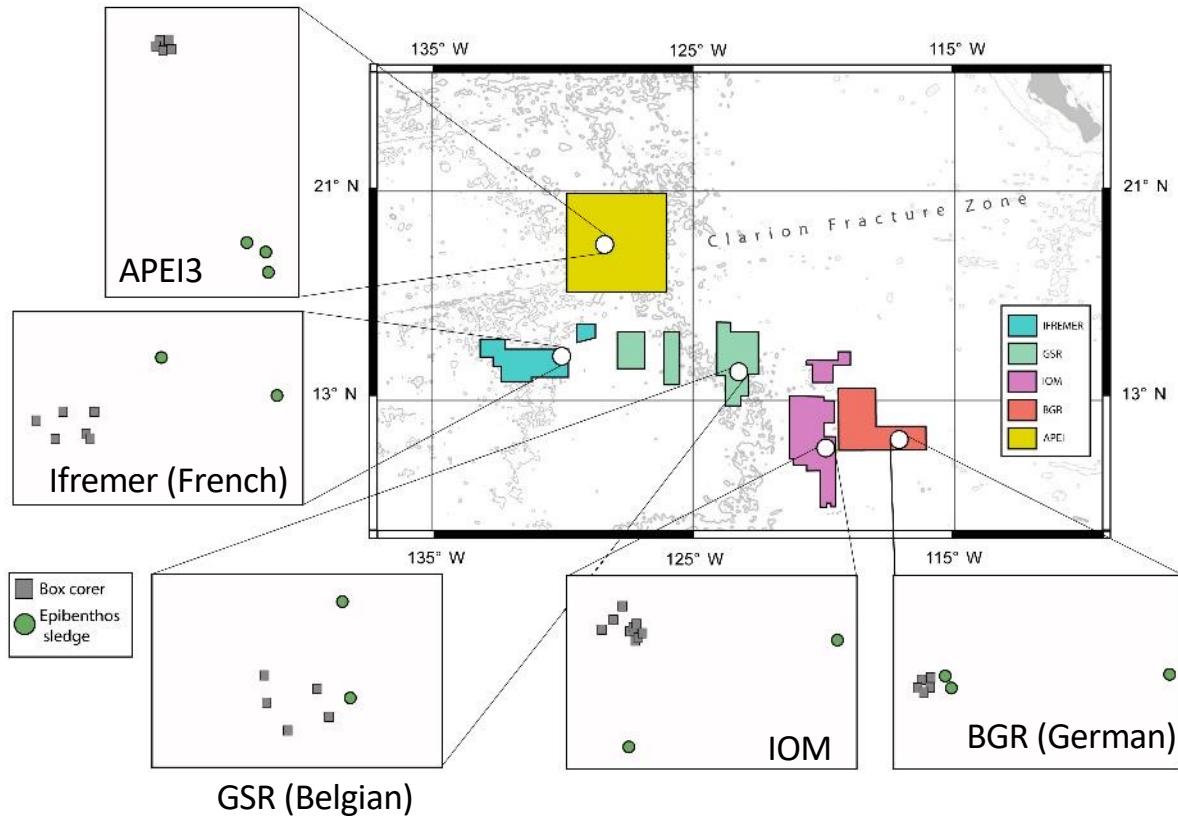 135° W
125° W
115° W
21° N
21° N
Clarion Fracture Zone
APEI3
IFREMER
GSR
IOM
BGR
APEI
13° N
13° N
Ifremer (French)
135° W
125° W
115° W
Box corer
Epibenthos
sledge
IOM
BGR (German)
GSR (Belgian)